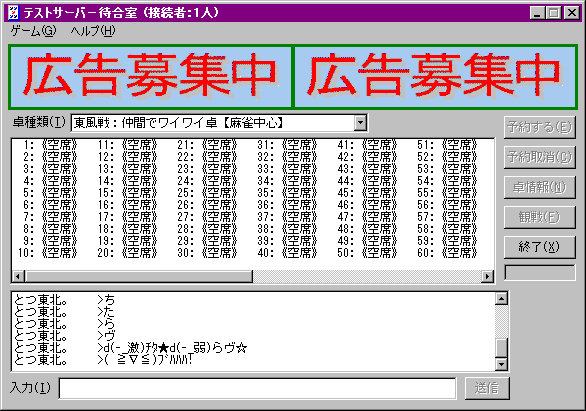 テストサーバー待合室 (接続者:1人)
ゲーム(G) ヘルプ(H)
広告募集中 広告募集中
卓種類(T) 東風戦：仲間でワイワイ卓【麻雀中心】
予約する(E)
予約取消(C)
卓情報(N)
観戦(F)
終了(X)
1: 《空席》 11: 《空席》 21: 《空席》 31: 《空席》 41: 《空席》 51: 《空席》
2: 《空席》 12: 《空席》 22: 《空席》 32: 《空席》 42: 《空席》 52: 《空席》
3: 《空席》 13: 《空席》 23: 《空席》 33: 《空席》 43: 《空席》 53: 《空席》
4: 《空席》 14: 《空席》 24: 《空席》 34: 《空席》 44: 《空席》 54: 《空席》
5: 《空席》 15: 《空席》 25: 《空席》 35: 《空席》 45: 《空席》 55: 《空席》
6: 《空席》 16: 《空席》 26: 《空席》 36: 《空席》 46: 《空席》 56: 《空席》
7: 《空席》 17: 《空席》 27: 《空席》 37: 《空席》 47: 《空席》 57: 《空席》
8: 《空席》 18: 《空席》 28: 《空席》 38: 《空席》 48: 《空席》 58: 《空席》
9: 《空席》 19: 《空席》 29: 《空席》 39: 《空席》 49: 《空席》 59: 《空席》
10: 《空席》 20: 《空席》 30: 《空席》 40: 《空席》 50: 《空席》 60: 《空席》
とつ東北。 >ち
とつ東北。 >た
とつ東北。 >ら
とつ東北。 >ヴ
とつ東北。 >d(-_激)ﾁﾀ★d(-_弱)らヴ☆
とつ東北。 >( ≧∇≦)ﾌﾞﾊﾊﾊ!
入力(I)
送信